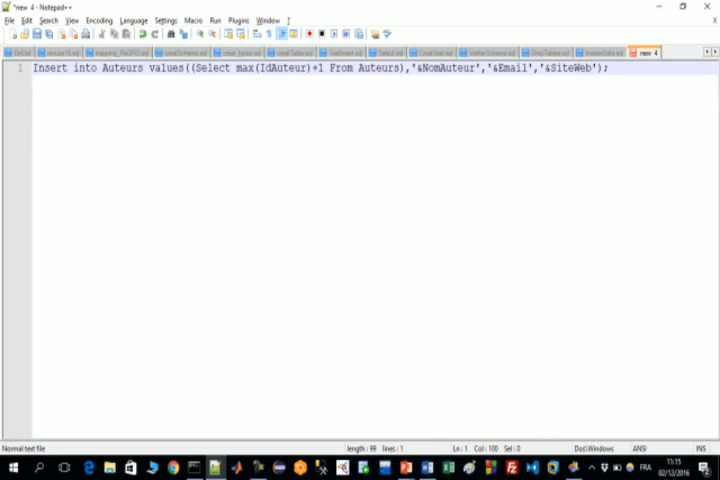 *new 4 - Notepad++
File Edit Search View Encoding Language Settings Macro Run Plugins Window ?
new 4
1 Insert into Auteurs values((Select max(IdAuteur)+1 From Auteurs),'&NomAuteur','&Email','&SiteWeb');
Normal text file length : 99 lines : 1 Ln : 1 Col : 100 Sel : 0 Dos\Windows ANSI INS
FRA 11:15
02/12/2016